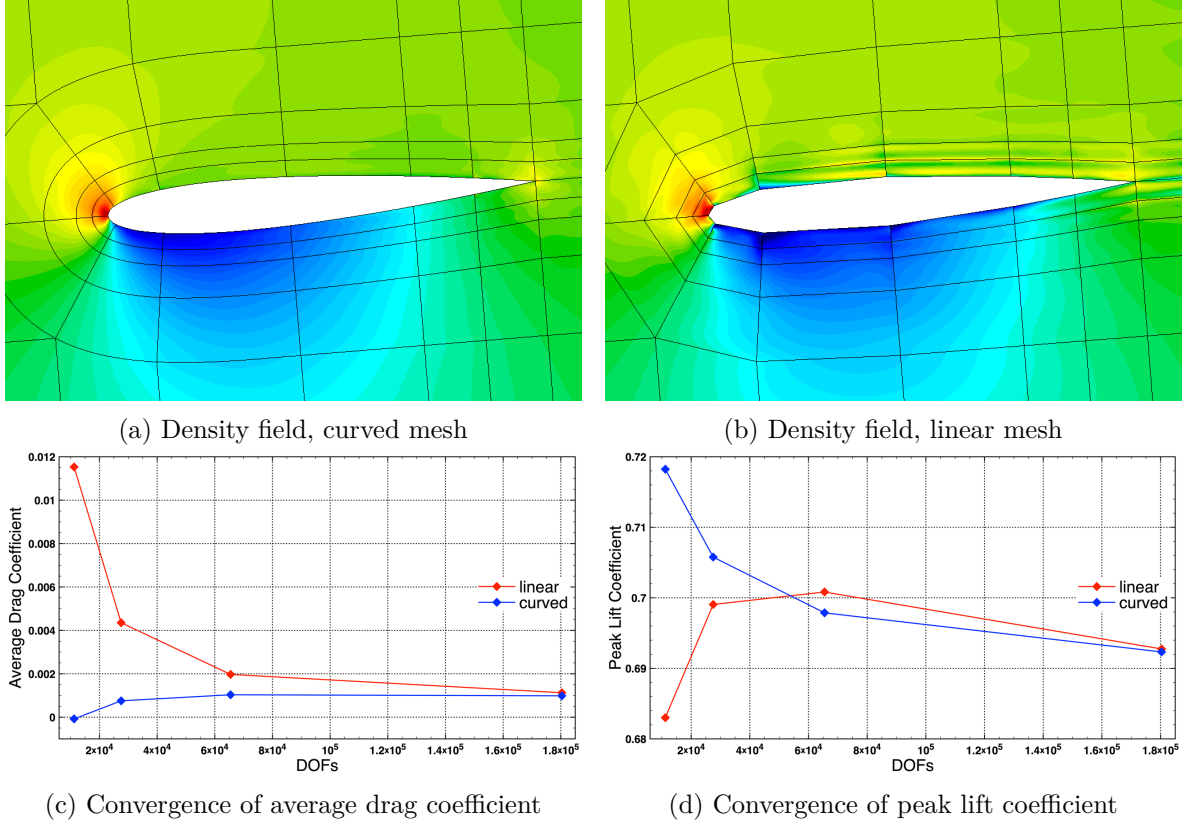 (a) Density field, curved mesh
(b) Density field, linear mesh
0.012
0.01
0.008
0.006
0.004
0.002
0
Average Drag Coefficient
linear
curved
2×10⁴
4×10⁴
6×10⁴
8×10⁴
10⁵
1.2×10⁵
1.4×10⁵
1.6×10⁵
1.8×10⁵
DOFs
0.72
0.71
0.7
0.69
0.68
Peak Lift Coefficient
linear
curved
2×10⁴
4×10⁴
6×10⁴
8×10⁴
10⁵
1.2×10⁵
1.4×10⁵
1.6×10⁵
1.8×10⁵
DOFs
(c) Convergence of average drag coefficient
(d) Convergence of peak lift coefficient